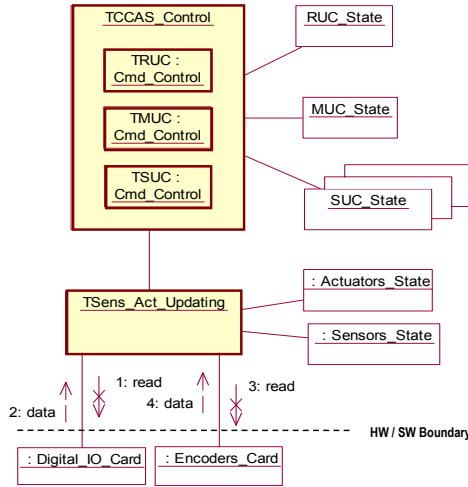 TCCAS_Control
RUC_State
TRUC :
Cmd_Control
TMUC :
Cmd_Control
MUC_State
TSUC :
Cmd_Control
SUC_State
TSens_Act_Updating
: Actuators_State
: Sensors_State
1: read
2: data
3: read
4: data
HW / SW Boundary
: Digital_IO_Card
: Encoders_Card